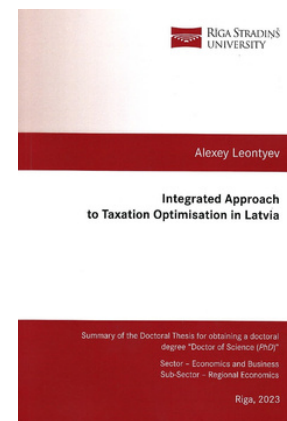 RĪGA STRADIŅŠ
UNIVERSITY
Alexey Leontyev
Integrated Approach
to Taxation Optimisation in Latvia
Summary of the Doctoral Thesis for obtaining a doctoral
degree "Doctor of Science (PhD)"
Sector – Economics and Business
Sub-Sector – Regional Economics
Riga, 2023